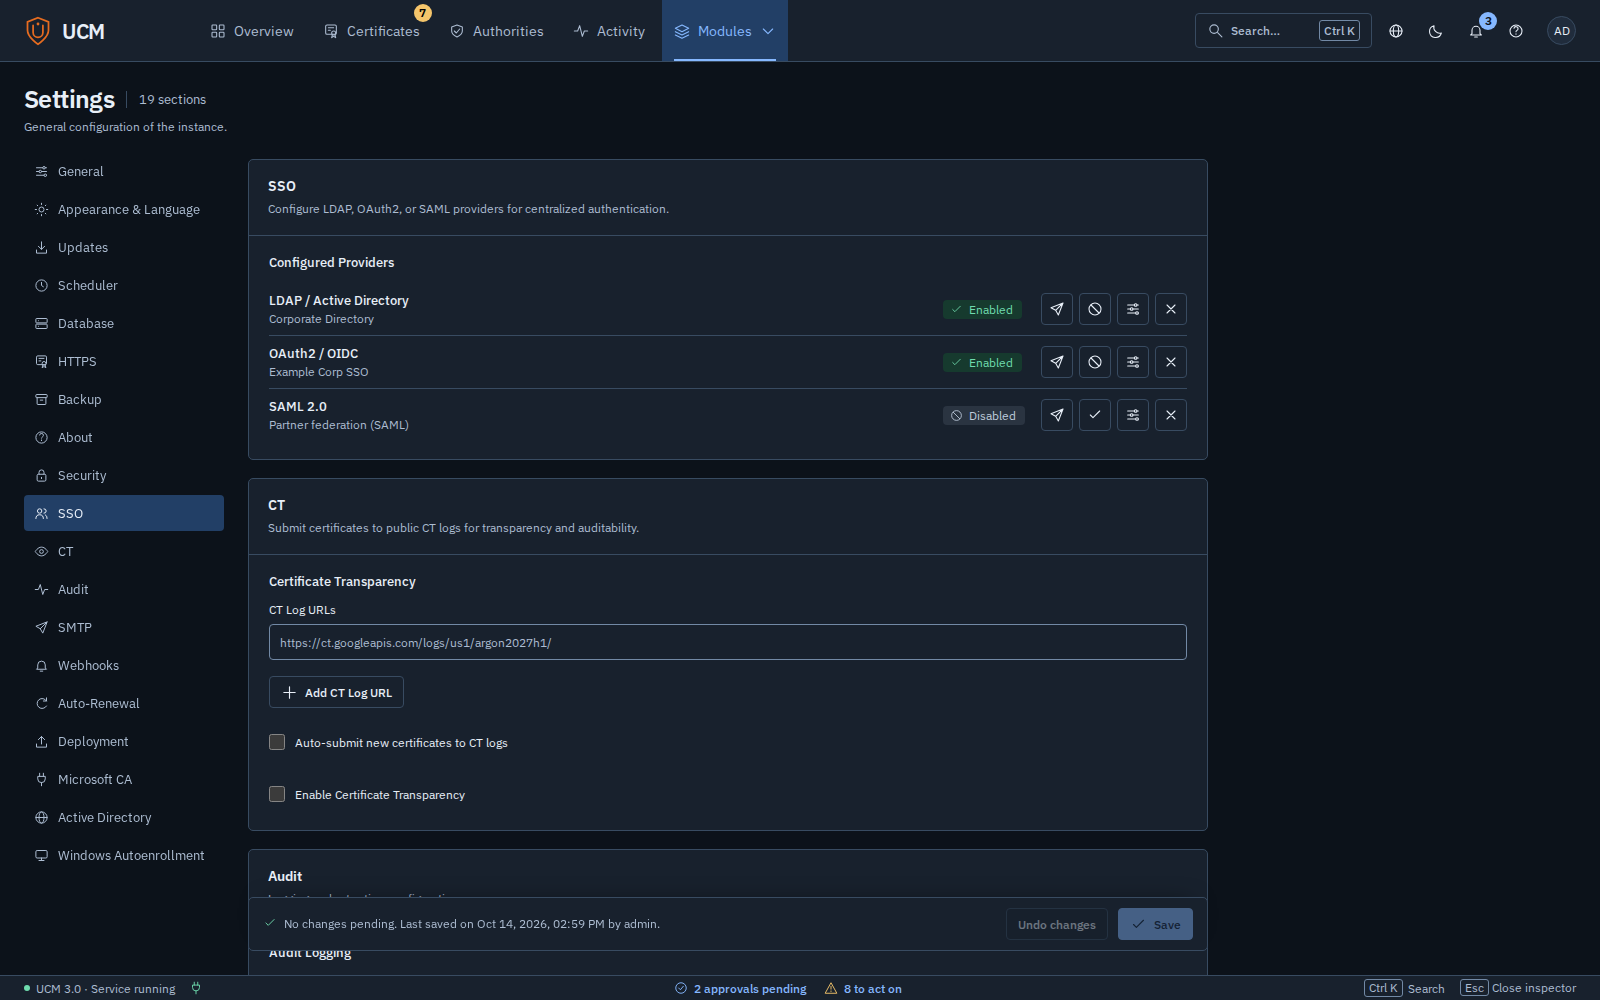 UCM
Overview
Certificates
7
Authorities
Activity
Modules
Search...
Ctrl K
3
AD
Settings
19 sections
General configuration of the instance.
General
Appearance & Language
Updates
Scheduler
Database
HTTPS
Backup
About
Security
SSO
CT
Audit
SMTP
Webhooks
Auto-Renewal
Deployment
Microsoft CA
Active Directory
Windows Autoenrollment
SSO
Configure LDAP, OAuth2, or SAML providers for centralized authentication.
Configured Providers
LDAP / Active Directory
Corporate Directory
Enabled
OAuth2 / OIDC
Example Corp SSO
Enabled
SAML 2.0
Partner federation (SAML)
Disabled
CT
Submit certificates to public CT logs for transparency and auditability.
Certificate Transparency
CT Log URLs
https://ct.googleapis.com/logs/us1/argon2027h1/
Add CT Log URL
Auto-submit new certificates to CT logs
Enable Certificate Transparency
Audit
No changes pending. Last saved on Oct 14, 2026, 02:59 PM by admin.
Undo changes
Save
Audit Logging
UCM 3.0 · Service running
2 approvals pending
8 to act on
Ctrl K Search
Esc Close inspector